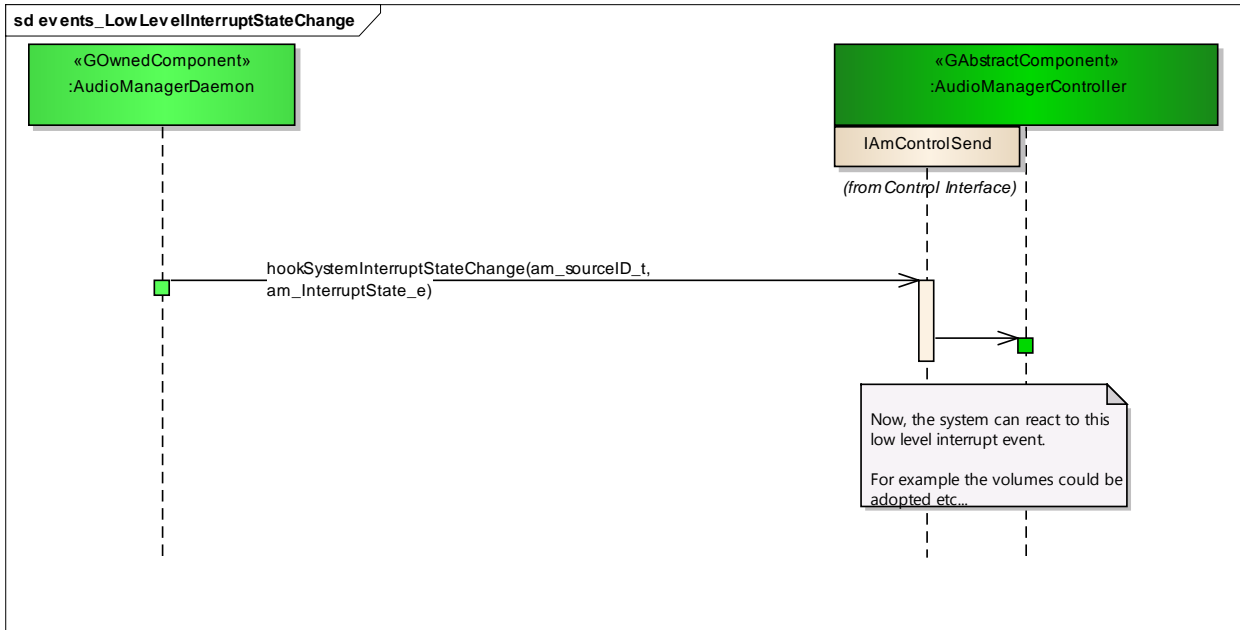 sd events_LowLevelInterruptStateChange
«GOwnedComponent»
:AudioManagerDaemon
«GAbstractComponent»
:AudioManagerController
IAmControlSend
(from Control Interface)
hookSystemInterruptStateChange(am_sourceID_t,
am_InterruptState_e)
Now, the system can react to this
low level interrupt event.
For example the volumes could be
adopted etc...